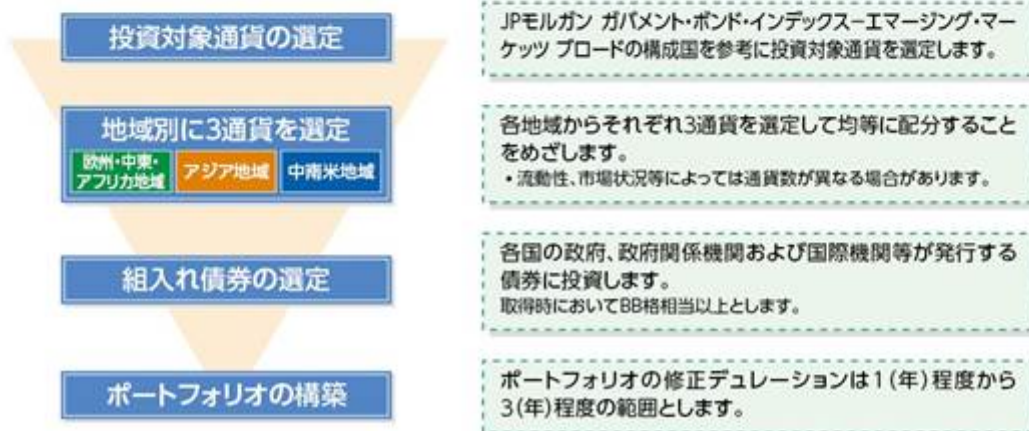 投資対象通貨の選定
JPモルガン ガバメント・ボンド・インデックス−エマージング・マー
ケッツ ブロードの構成国を参考に投資対象通貨を選定します。
地域別に3通貨を選定
欧州・中東・
アフリカ地域
アジア地域
中南米地域
各地域からそれぞれ3通貨を選定して均等に配分すること
をめざします。
・流動性、市場状況等によっては通貨数が異なる場合があります。
組入れ債券の選定
各国の政府、政府関係機関および国際機関等が発行する
債券に投資します。
取得時においてBB格相当以上とします。
ポートフォリオの構築
ポートフォリオの修正デュレーションは1(年)程度から
3(年)程度の範囲とします。